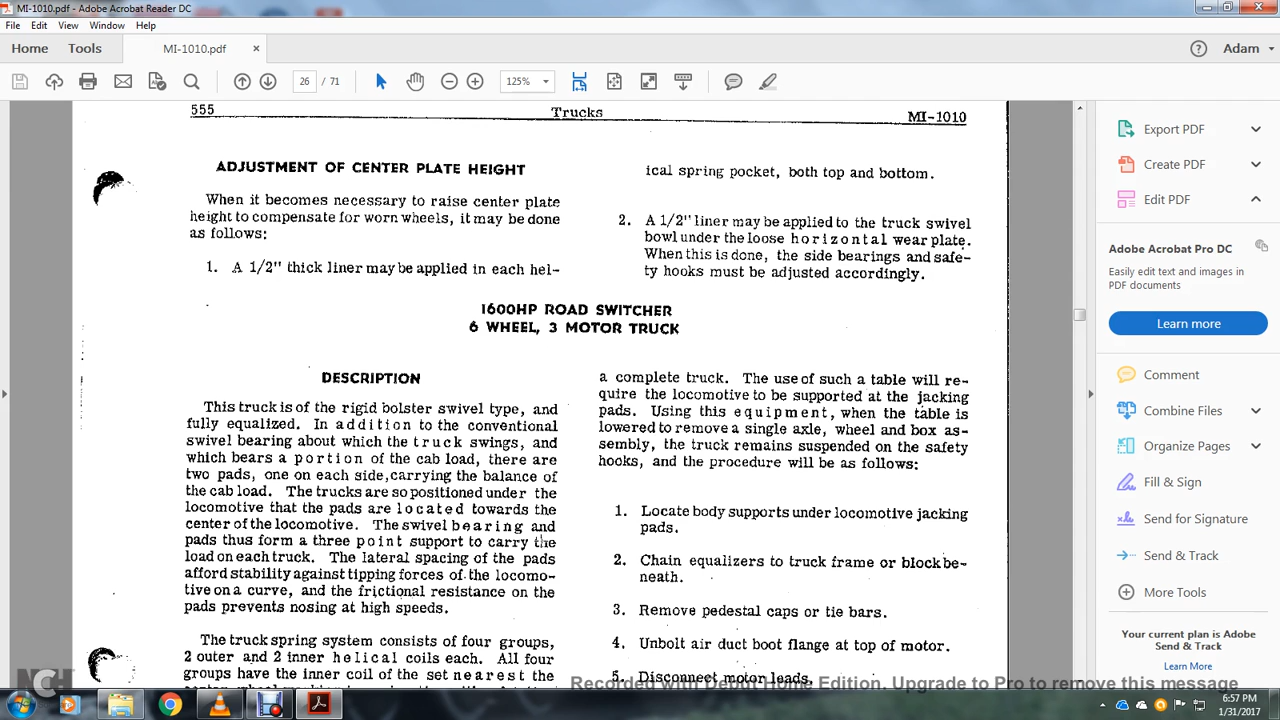 MI-1010.pdf - Adobe Acrobat Reader DC
File Edit View Window Help
Home Tools MI-1010.pdf × Adam
26 / 71 125%
555 Trucks MI-1010
ADJUSTMENT OF CENTER PLATE HEIGHT
When it becomes necessary to raise center plate
height to compensate for worn wheels, it may be done
as follows:
1. A 1/2" thick liner may be applied in each hel-
ical spring pocket, both top and bottom.
2. A 1/2" liner may be applied to the truck swivel
bowl under the loose horizontal wear plate.
When this is done, the side bearings and safe-
ty hooks must be adjusted accordingly.
1600HP ROAD SWITCHER
6 WHEEL, 3 MOTOR TRUCK
DESCRIPTION
This truck is of the rigid bolster swivel type, and
fully equalized. In addition to the conventional
swivel bearing about which the truck swings, and
which bears a portion of the cab load, there are
two pads, one on each side, carrying the balance of
the cab load. The trucks are so positioned under the
locomotive that the pads are located towards the
center of the locomotive. The swivel bearing and
pads thus form a three point support to carry the
load on each truck. The lateral spacing of the pads
afford stability against tipping forces of the locomo-
tive on a curve, and the frictional resistance on the
pads prevents nosing at high speeds.
The truck spring system consists of four groups,
2 outer and 2 inner helical coils each. All four
groups have the inner coil of the set nearest the
a complete truck. The use of such a table will re-
quire the locomotive to be supported at the jacking
pads. Using this equipment, when the table is
lowered to remove a single axle, wheel and box as-
sembly, the truck remains suspended on the safety
hooks, and the procedure will be as follows:
1. Locate body supports under locomotive jacking
pads.
2. Chain equalizers to truck frame or block be-
neath.
3. Remove pedestal caps or tie bars.
4. Unbolt air duct boot flange at top of motor.
5. Disconnect motor leads.
Export PDF
Create PDF
Edit PDF
Adobe Acrobat Pro DC
Easily edit text and images in
PDF documents
Learn more
Comment
Combine Files
Organize Pages
Fill & Sign
Send for Signature
Send & Track
More Tools
Your current plan is Adobe
Send & Track
Learn More
NCH
Recorded with Debut Home Edition. Upgrade to Pro to remove this message
6:57 PM
1/31/2017